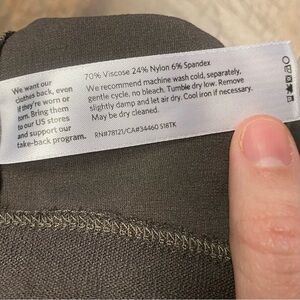 We want our
clothes back, even
if they're worn or
torn. Bring them
to our US stores
and support our
take-back program.
70% Viscose 24% Nylon 6% Spandex
We recommend machine wash cold, separately,
gentle cycle, no bleach. Tumble dry low. Remove
slightly damp and let air dry. Cool iron if necessary.
May be dry cleaned.
RN#78121/CA#34460 S18TK